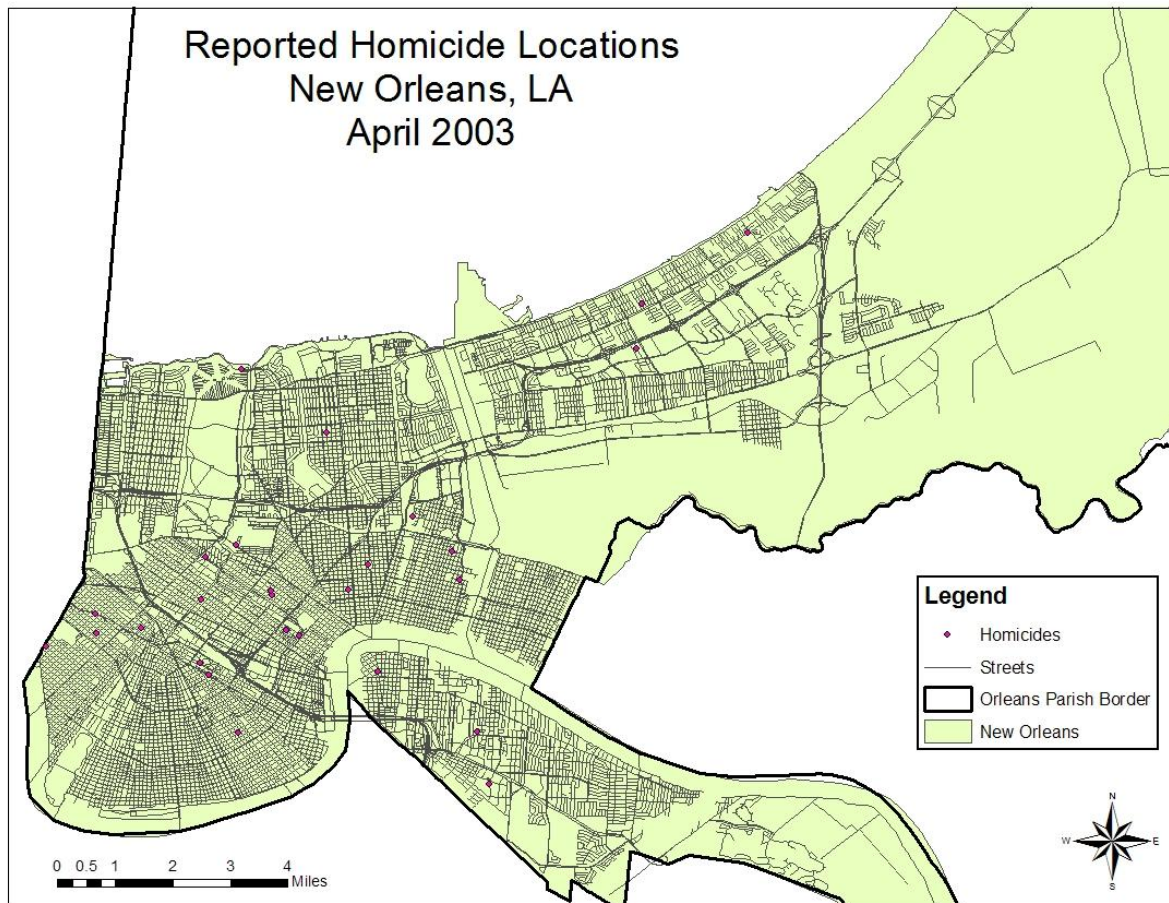 Reported Homicide Locations
New Orleans, LA
April 2003
Legend
Homicides
Streets
Orleans Parish Border
New Orleans
N
W E
S
0 0.5 1 2 3 4
Miles